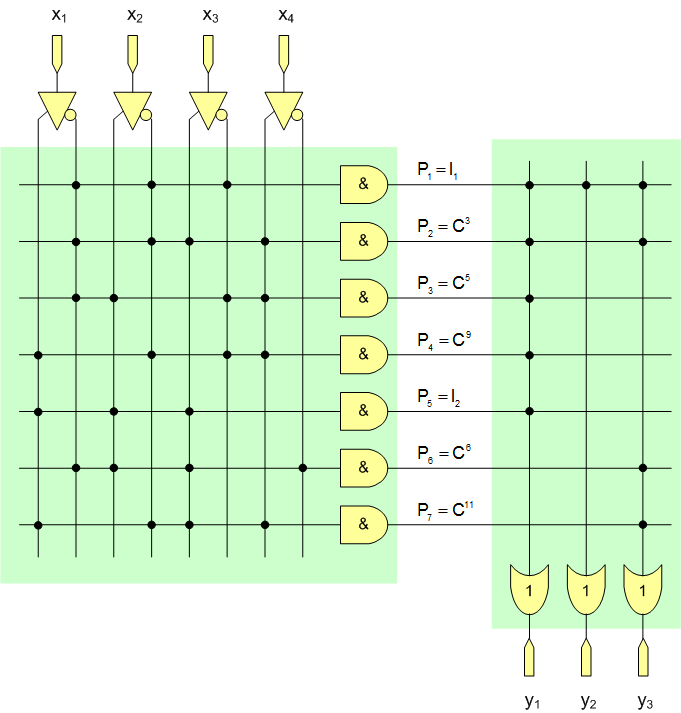 x₁ x₂ x₃ x₄
& P₁ = I₁
& P₂ = C³
& P₃ = C⁵
& P₄ = C⁹
& P₅ = I₂
& P₆ = C⁶
& P₇ = C¹¹
1 1 1
y₁ y₂ y₃